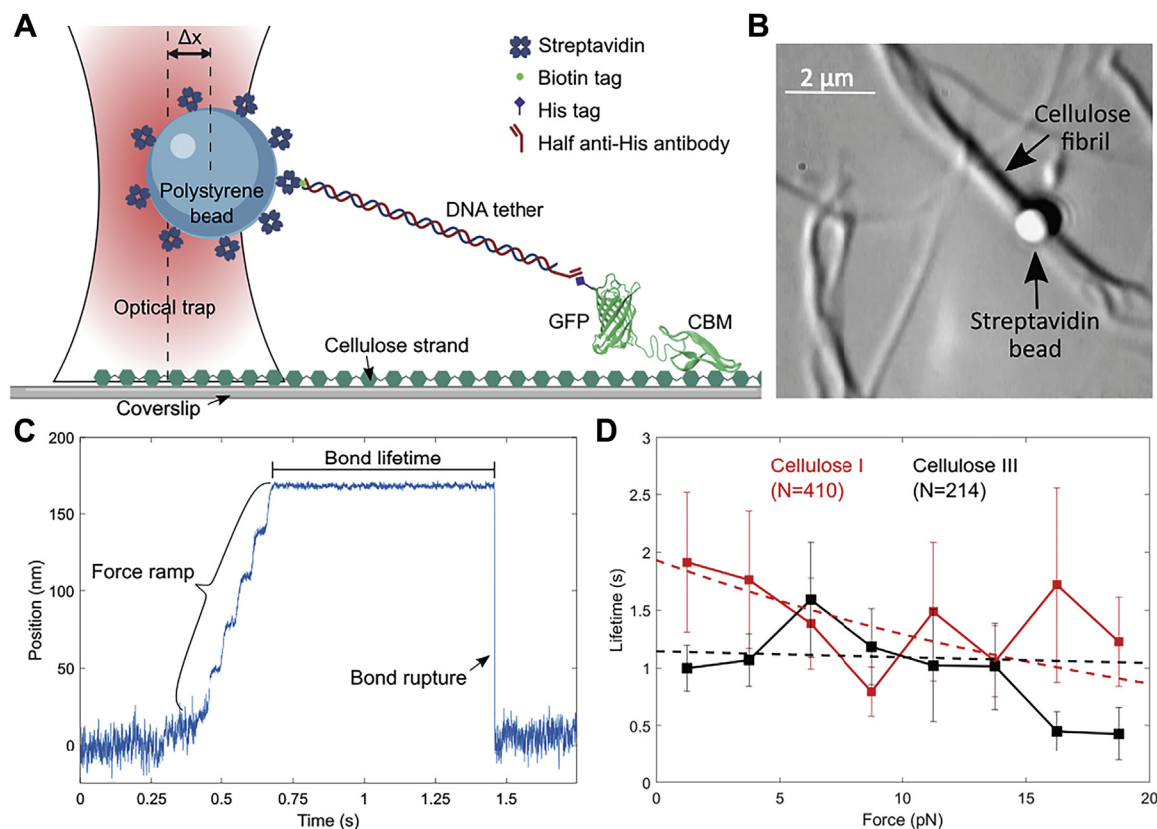 A
Δx
Streptavidin
Biotin tag
His tag
Half anti-His antibody
Polystyrene
bead
DNA tether
Optical trap
GFP
CBM
Cellulose strand
Coverslip
B
2 μm
Cellulose
fibril
Streptavidin
bead
C
200
150
100
50
0
Position (nm)
Bond lifetime
Force ramp
Bond rupture
0
0.25
0.5
0.75
1
1.25
1.5
Time (s)
D
3
2.5
2
1.5
1
0.5
0
Lifetime (s)
Cellulose I
(N=410)
Cellulose III
(N=214)
0
5
10
15
20
Force (pN)